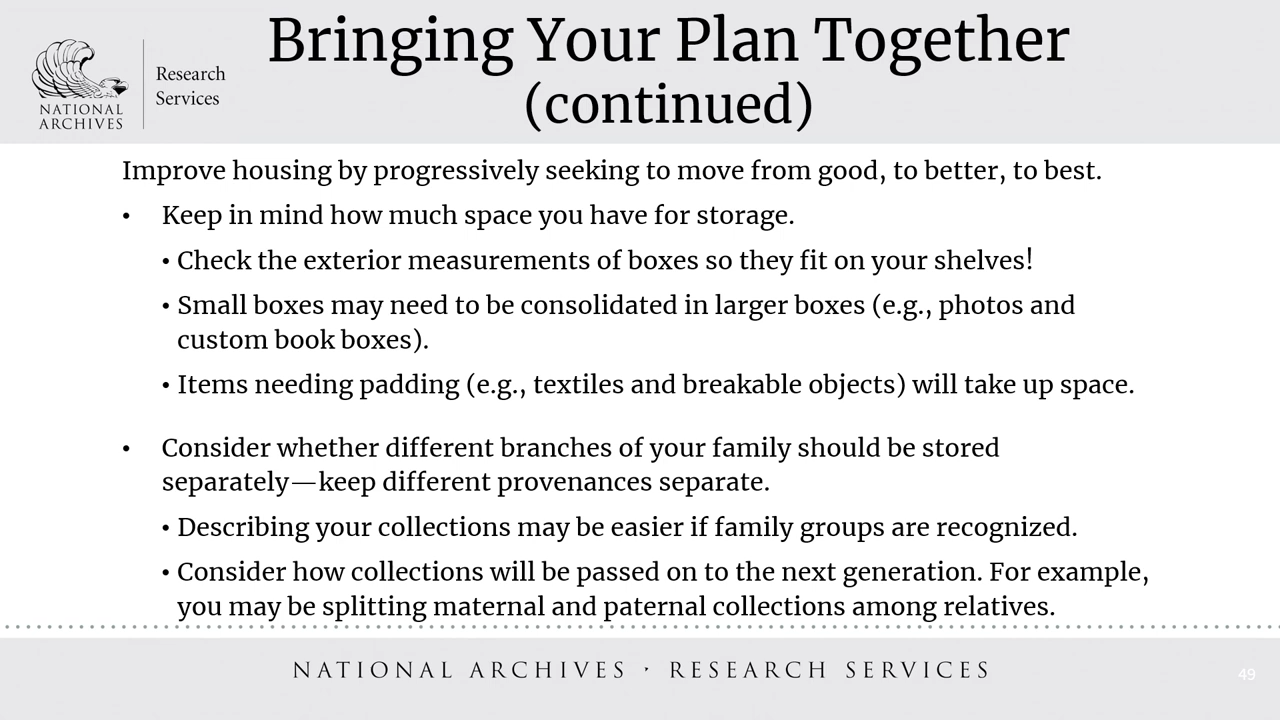 Bringing Your Plan Together
(continued)
NATIONAL
ARCHIVES
Research
Services
Improve housing by progressively seeking to move from good, to better, to best.
• Keep in mind how much space you have for storage.
• Check the exterior measurements of boxes so they fit on your shelves!
• Small boxes may need to be consolidated in larger boxes (e.g., photos and
custom book boxes).
• Items needing padding (e.g., textiles and breakable objects) will take up space.
• Consider whether different branches of your family should be stored
separately—keep different provenances separate.
• Describing your collections may be easier if family groups are recognized.
• Consider how collections will be passed on to the next generation. For example,
you may be splitting maternal and paternal collections among relatives.
NATIONAL ARCHIVES · RESEARCH SERVICES
49